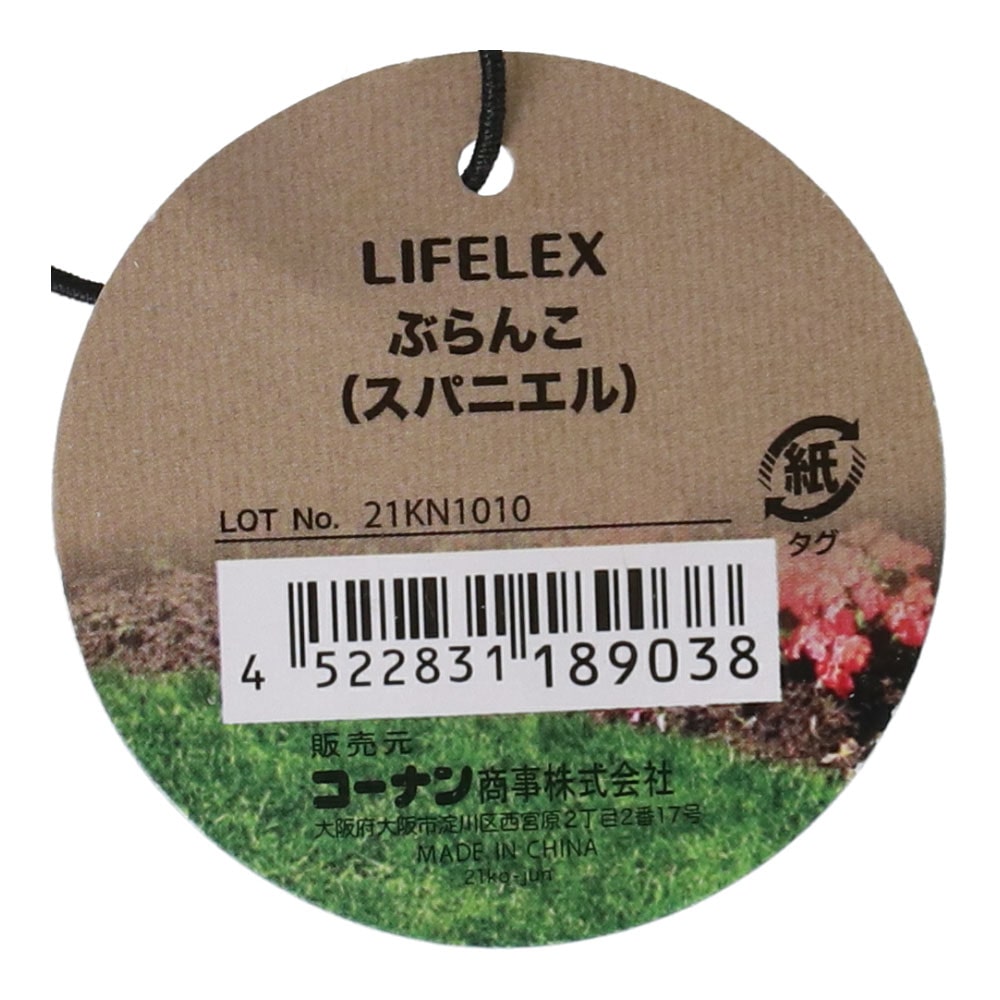 LIFELEX
ぶらんこ
(スパニエル)
紙
タグ
LOT No. 21KN1010
4 522831 189038
販売元
コーナン商事株式会社
大阪府大阪市淀川区西宮原2丁目2番17号
MADE IN CHINA
21ko-jun